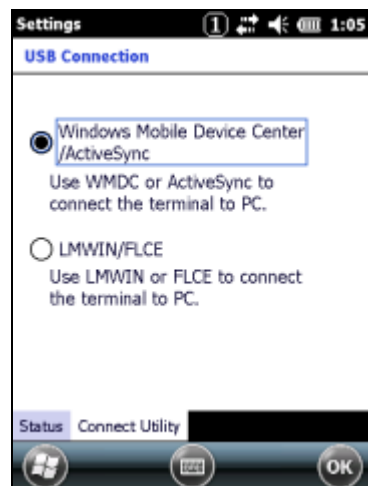 Settings 1 1:05
USB Connection
Windows Mobile Device Center
/ActiveSync
Use WMDC or ActiveSync to
connect the terminal to PC.
LMWIN/FLCE
Use LMWIN or FLCE to connect
the terminal to PC.
Status Connect Utility
OK